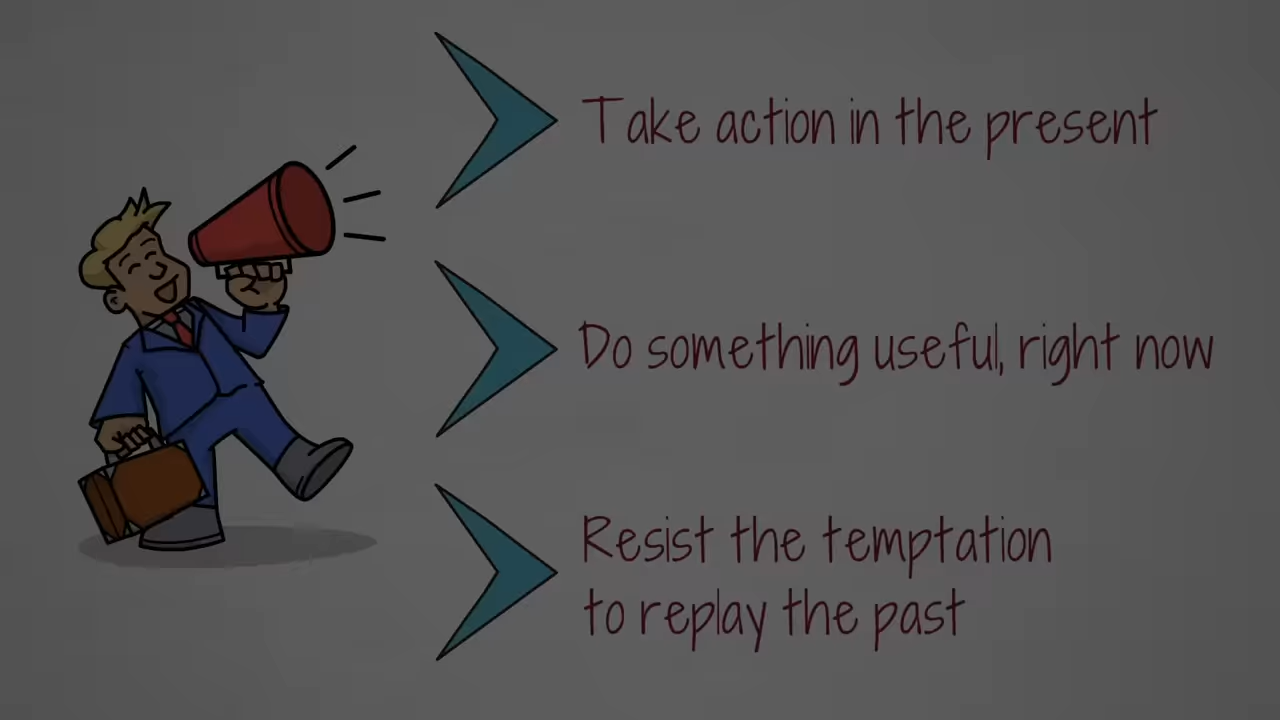 Take action in the present
Do something useful, right now
Resist the temptation
to replay the past